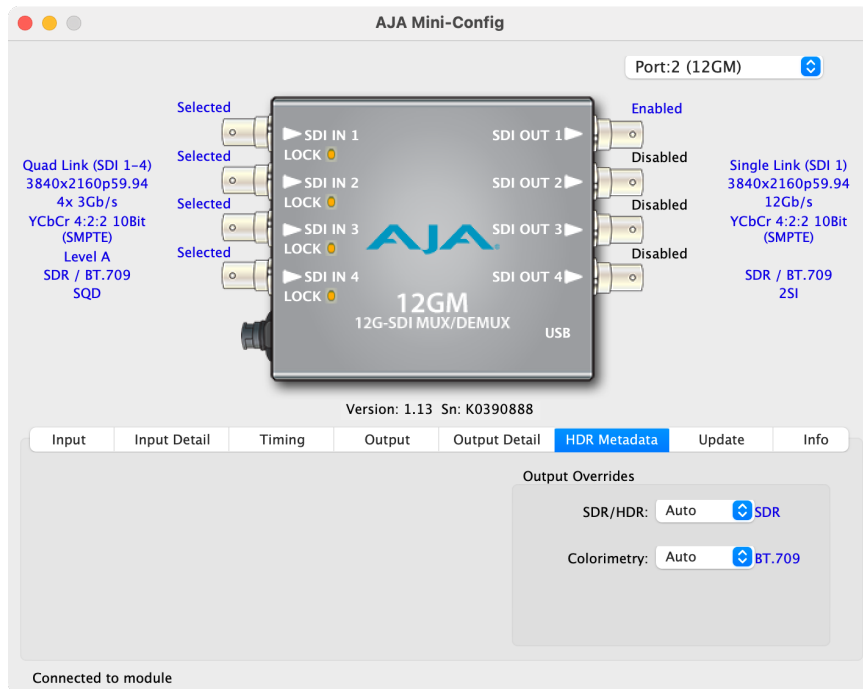 AJA Mini-Config
Port:2 (12GM)
Selected
Selected
Selected
Selected
Quad Link (SDI 1-4)
3840x2160p59.94
4x 3Gb/s
YCbCr 4:2:2 10Bit
(SMPTE)
Level A
SDR / BT.709
SQD
SDI IN 1
LOCK
SDI IN 2
LOCK
SDI IN 3
LOCK
SDI IN 4
LOCK
AJA
12GM
12G-SDI MUX/DEMUX
USB
SDI OUT 1
SDI OUT 2
SDI OUT 3
SDI OUT 4
Enabled
Disabled
Disabled
Disabled
Single Link (SDI 1)
3840x2160p59.94
12Gb/s
YCbCr 4:2:2 10Bit
(SMPTE)
SDR / BT.709
2SI
Version: 1.13 Sn: K0390888
Input Input Detail Timing Output Output Detail HDR Metadata Update Info
Output Overrides
SDR/HDR: Auto SDR
Colorimetry: Auto BT.709
Connected to module